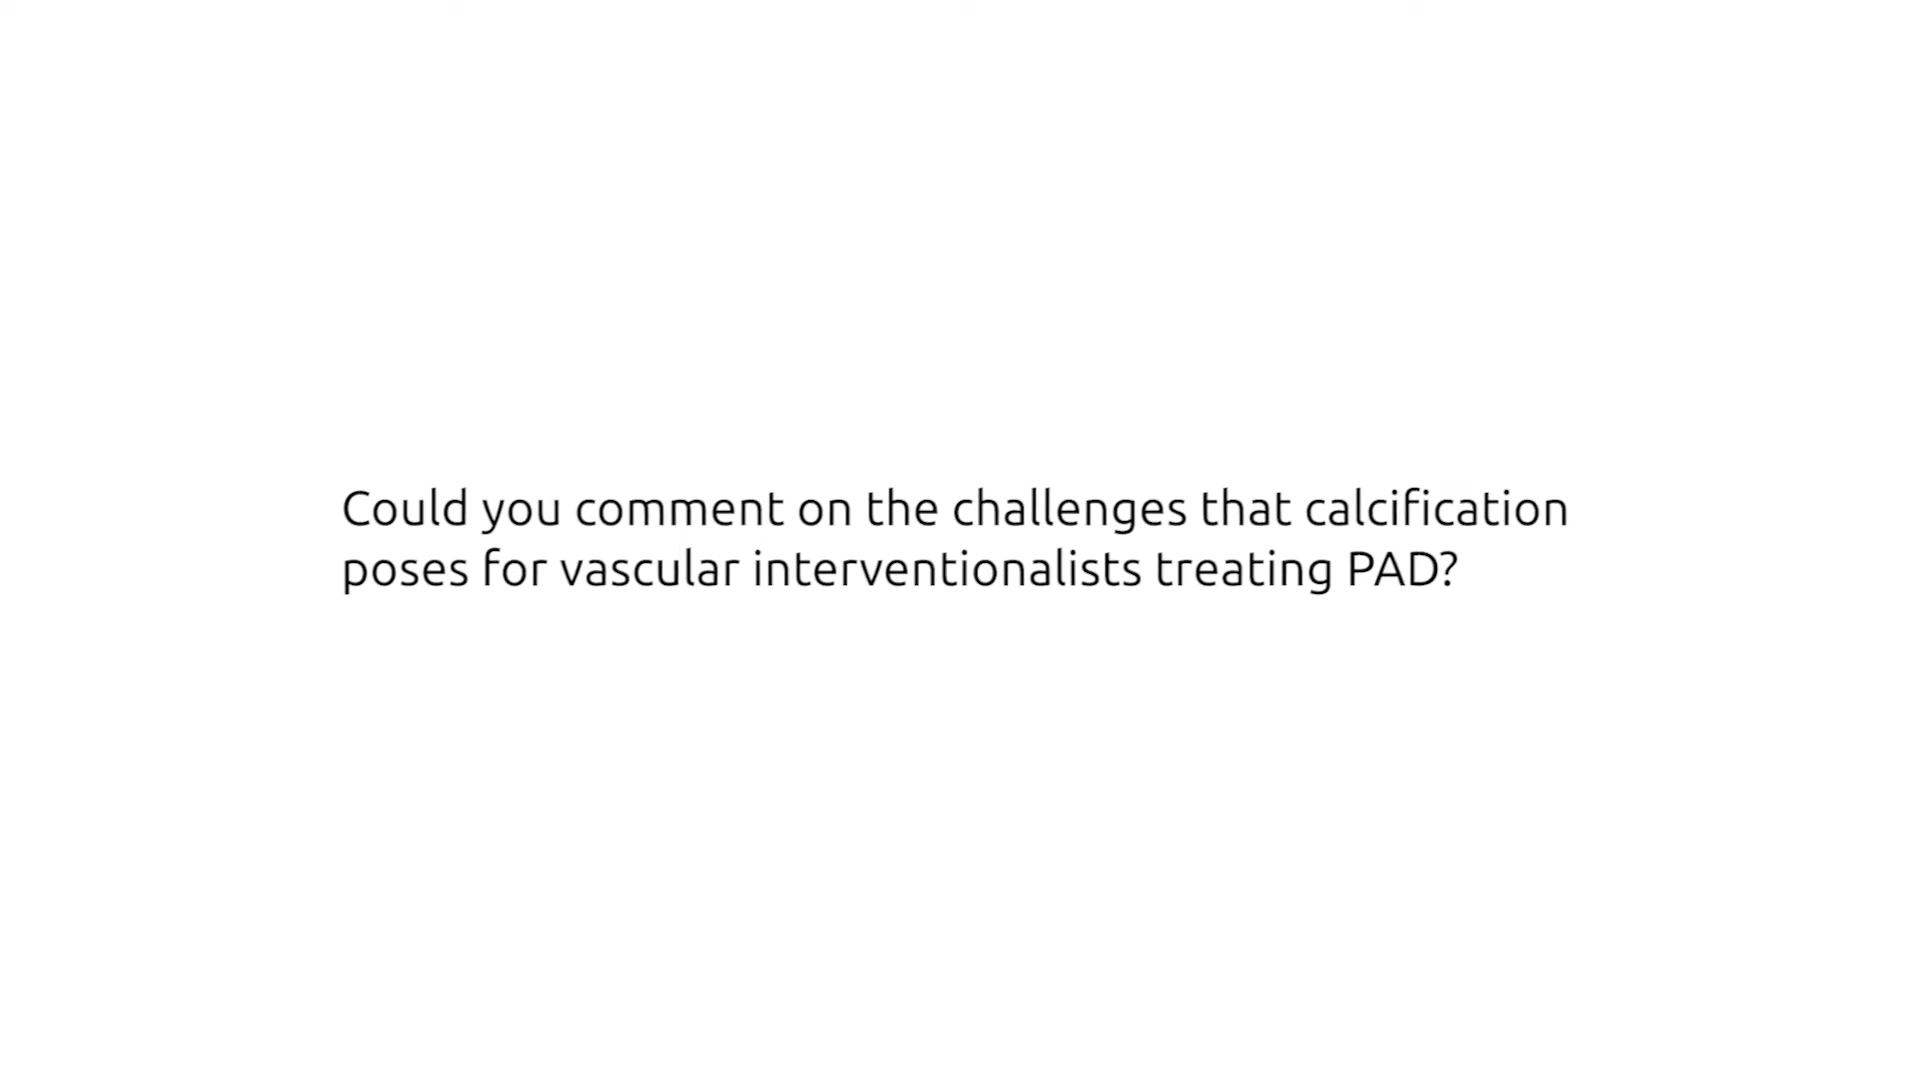 Could you comment on the challenges that calcification
poses for vascular interventionalists treating PAD?